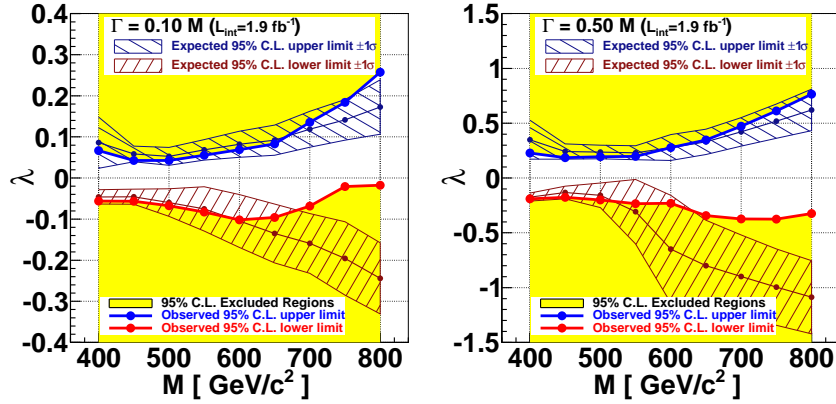 Γ = 0.10 M (Lint=1.9 fb-1)
Expected 95% C.L. upper limit ±1σ
Expected 95% C.L. lower limit ±1σ
0.4
0.3
0.2
0.1
0
-0.1
-0.2
-0.3
-0.4
λ
95% C.L. Excluded Regions
Observed 95% C.L. upper limit
Observed 95% C.L. lower limit
400 500 600 700 800
M [ GeV/c2 ]
Γ = 0.50 M (Lint=1.9 fb-1)
Expected 95% C.L. upper limit ±1σ
Expected 95% C.L. lower limit ±1σ
1.5
1
0.5
0
-0.5
-1
-1.5
λ
95% C.L. Excluded Regions
Observed 95% C.L. upper limit
Observed 95% C.L. lower limit
400 500 600 700 800
M [ GeV/c2 ]